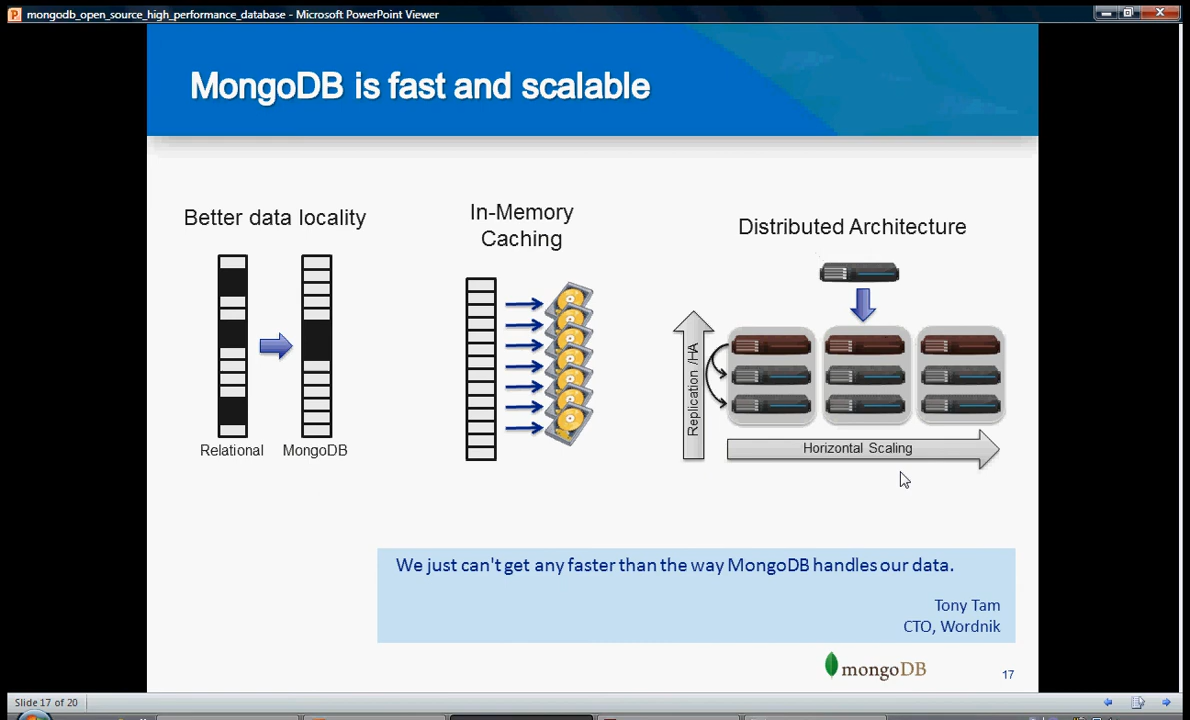 mongodb_open_source_high_performance_database - Microsoft PowerPoint Viewer
MongoDB is fast and scalable
Better data locality
Relational
MongoDB
In-Memory
Caching
Distributed Architecture
Replication /HA
Horizontal Scaling
We just can't get any faster than the way MongoDB handles our data.
Tony Tam
CTO, Wordnik
mongoDB
17
Slide 17 of 20